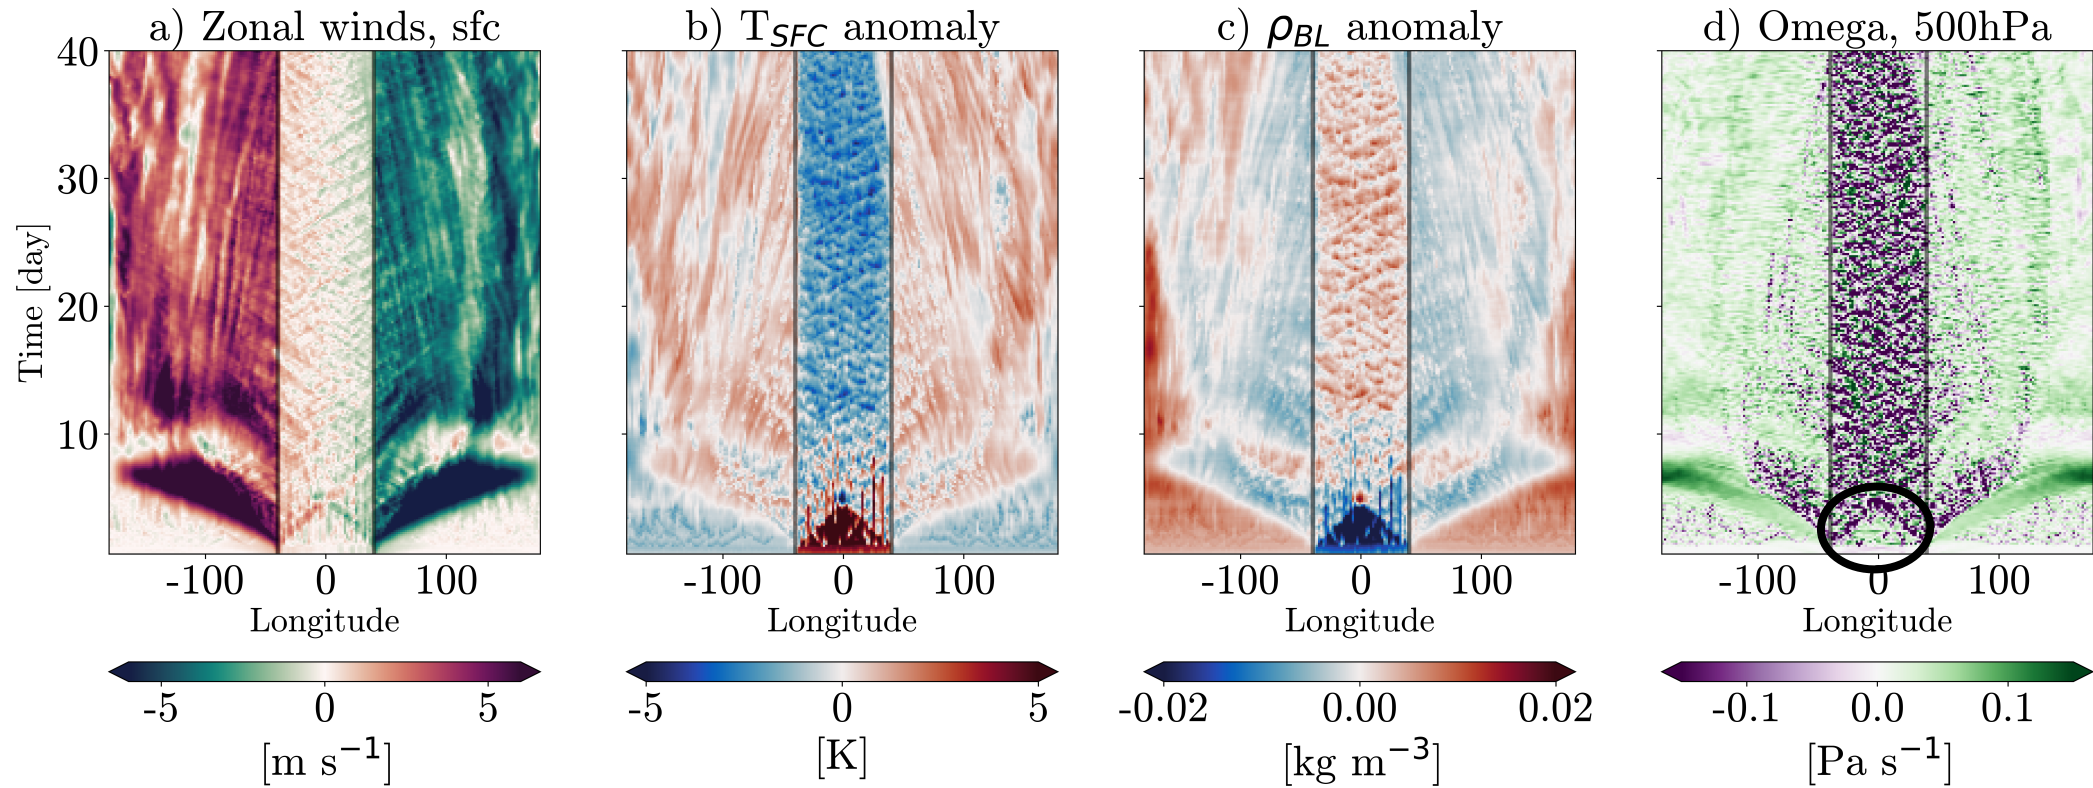 a) Zonal winds, sfc
b) T_SFC anomaly
c) ρ_BL anomaly
d) Omega, 500hPa
Time [day]
40
30
20
10
-100 0 100
-100 0 100
-100 0 100
-100 0 100
Longitude
Longitude
Longitude
Longitude
-5 0 5
-5 0 5
-0.02 0.00 0.02
-0.1 0.0 0.1
[m s⁻¹]
[K]
[kg m⁻³]
[Pa s⁻¹]